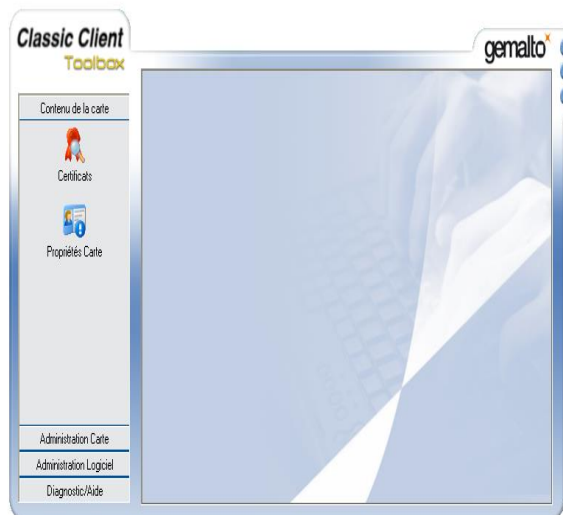 Classic Client
Toolbox
gemalto
Contenu de la carte
Certificats
Propriétés Carte
Administration Carte
Administration Logiciel
Diagnostic/Aide